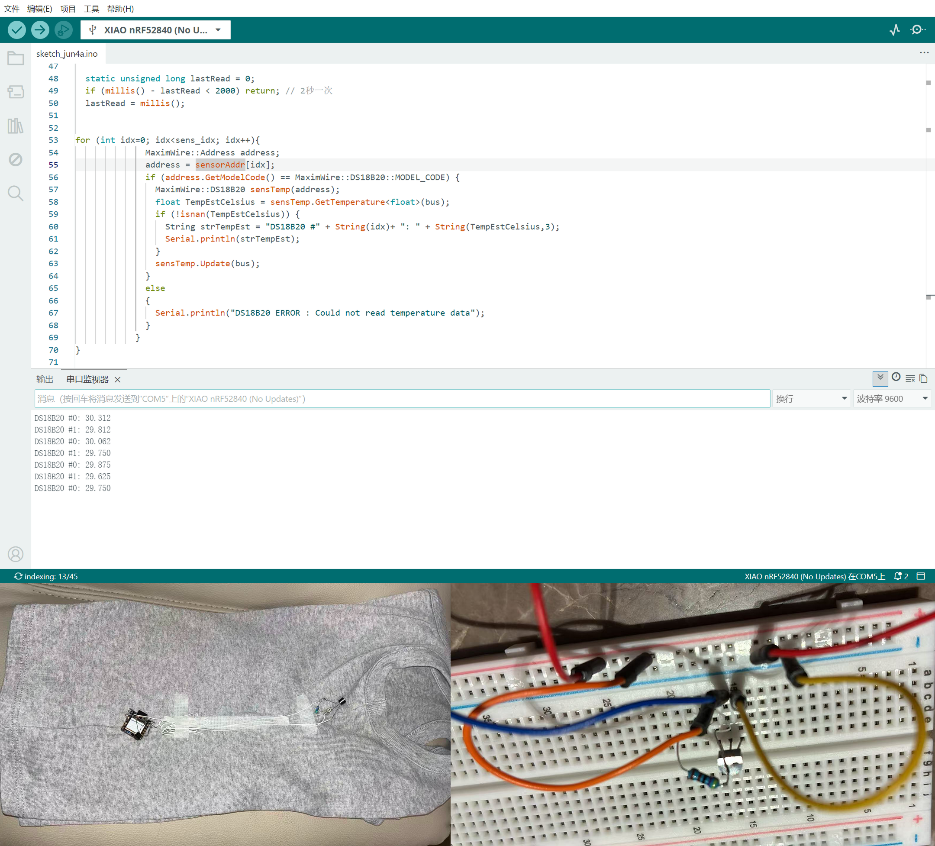 文件 编辑(E) 项目 工具 帮助(H)
XIAO nRF52840 (No U...
sketch_jun4a.ino
47
48 static unsigned long lastRead = 0;
49 if (millis() - lastRead < 2000) return; // 2秒一次
50 lastRead = millis();
51
52
53 for (int idx=0; idx<sens_idx; idx++){
54 MaximWire::Address address;
55 address = sensorAddr[idx];
56 if (address.GetModelCode() == MaximWire::DS18B20::MODEL_CODE) {
57 MaximWire::DS18B20 sensTemp(address);
58 float TempEstCelsius = sensTemp.GetTemperature<float>(bus);
59 if (!isnan(TempEstCelsius)) {
60 String strTempEst = "DS18B20 #" + String(idx)+ ": " + String(TempEstCelsius,3);
61 Serial.println(strTempEst);
62 }
63 sensTemp.Update(bus);
64 }
65 else
66 {
67 Serial.println("DS18B20 ERROR : Could not read temperature data");
68 }
69 }
70 }
71
输出 串口监视器
消息（按回车将消息发送到"COM5"上的"XIAO nRF52840 (No Updates)"） 换行 波特率 9600
DS18B20 #0: 30.312
DS18B20 #1: 29.812
DS18B20 #0: 30.062
DS18B20 #1: 29.750
DS18B20 #0: 29.875
DS18B20 #1: 29.625
DS18B20 #0: 29.750
indexing: 13/45 XIAO nRF52840 (No Updates) 在COM5上 2